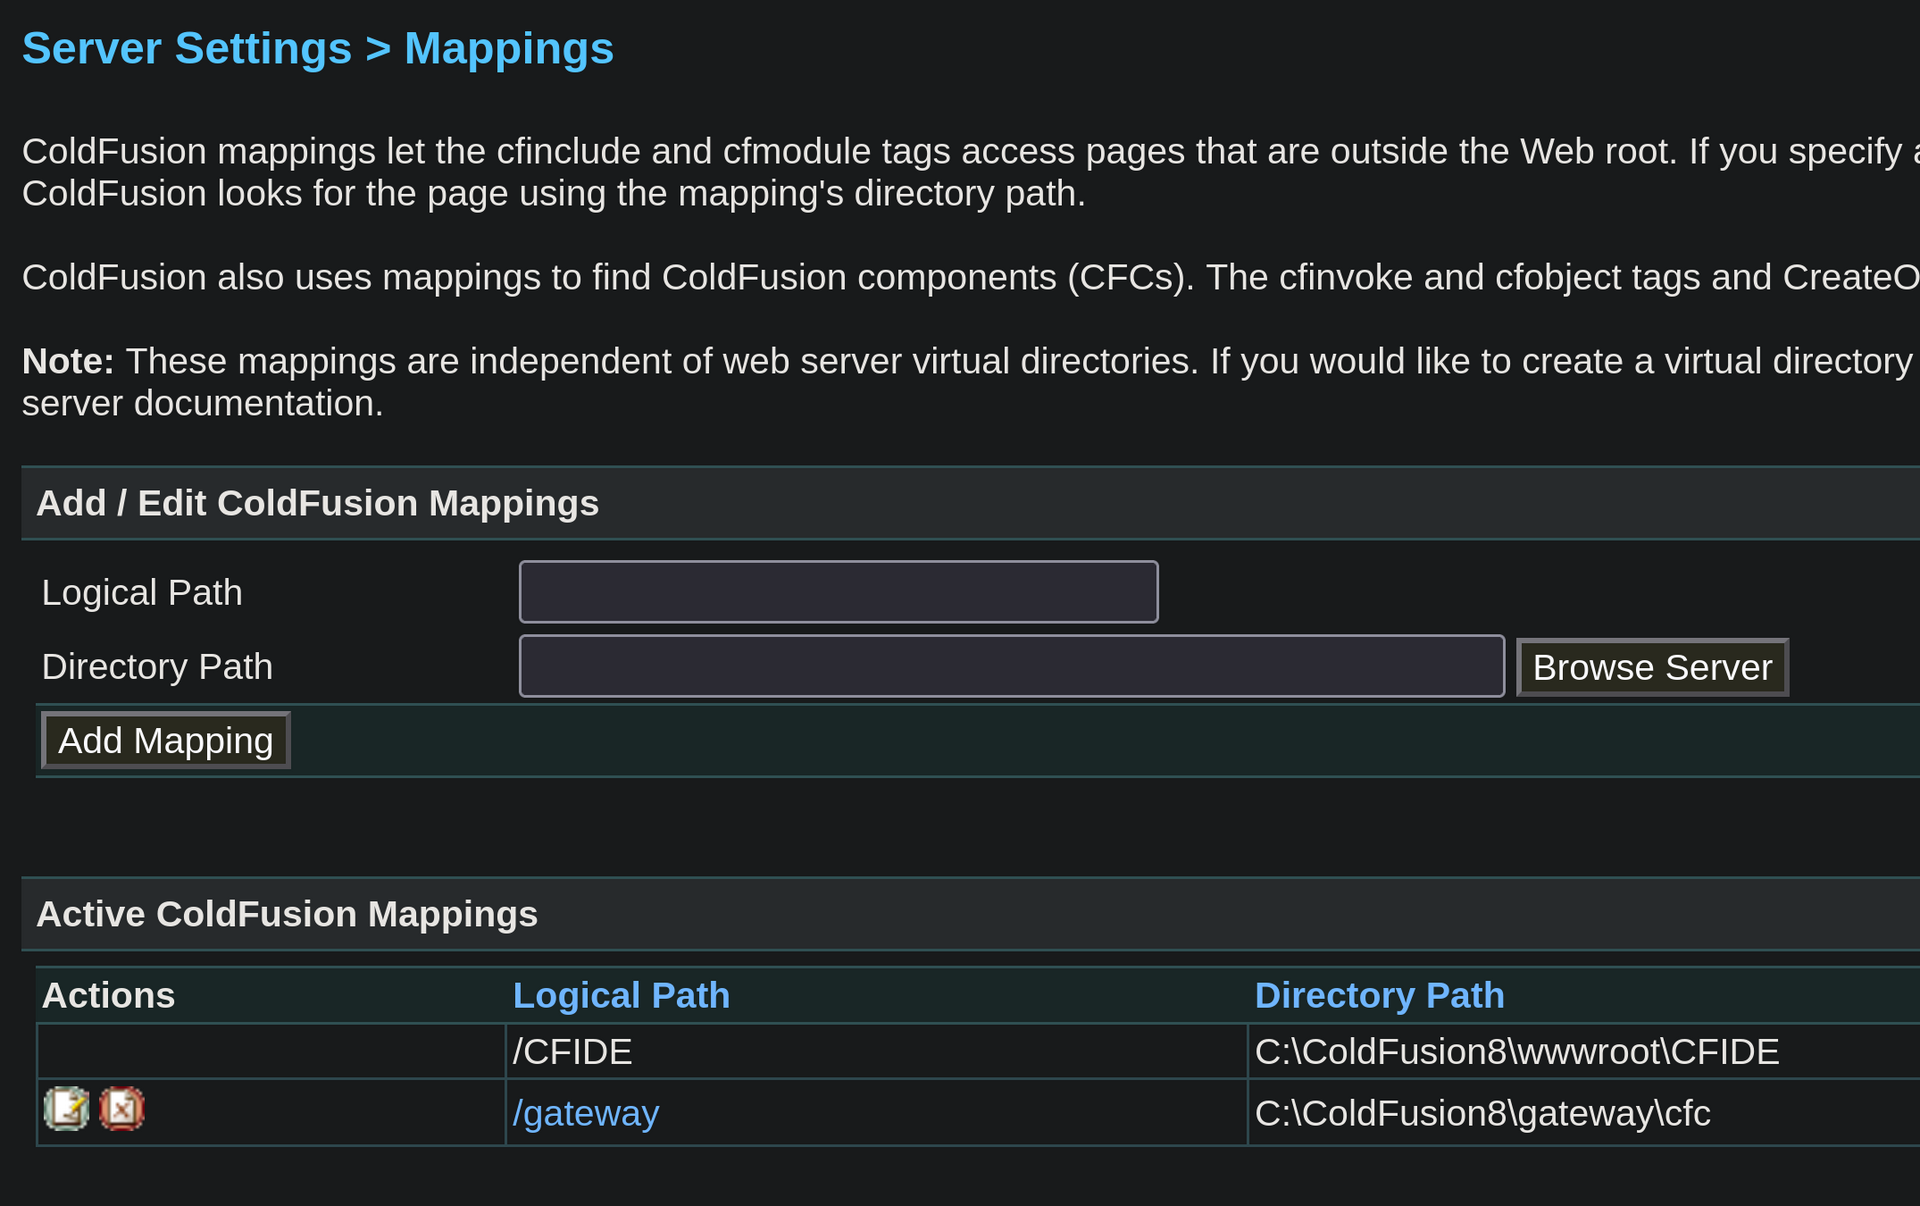 Server Settings > Mappings
ColdFusion mappings let the cfinclude and cfmodule tags access pages that are outside the Web root. If you specify
ColdFusion looks for the page using the mapping's directory path.
ColdFusion also uses mappings to find ColdFusion components (CFCs). The cfinvoke and cfobject tags and CreateO
Note: These mappings are independent of web server virtual directories. If you would like to create a virtual directory
server documentation.
Add / Edit ColdFusion Mappings
Logical Path
Directory Path Browse Server
Add Mapping
Active ColdFusion Mappings
Actions Logical Path Directory Path
/CFIDE C:\ColdFusion8\wwwroot\CFIDE
/gateway C:\ColdFusion8\gateway\cfc